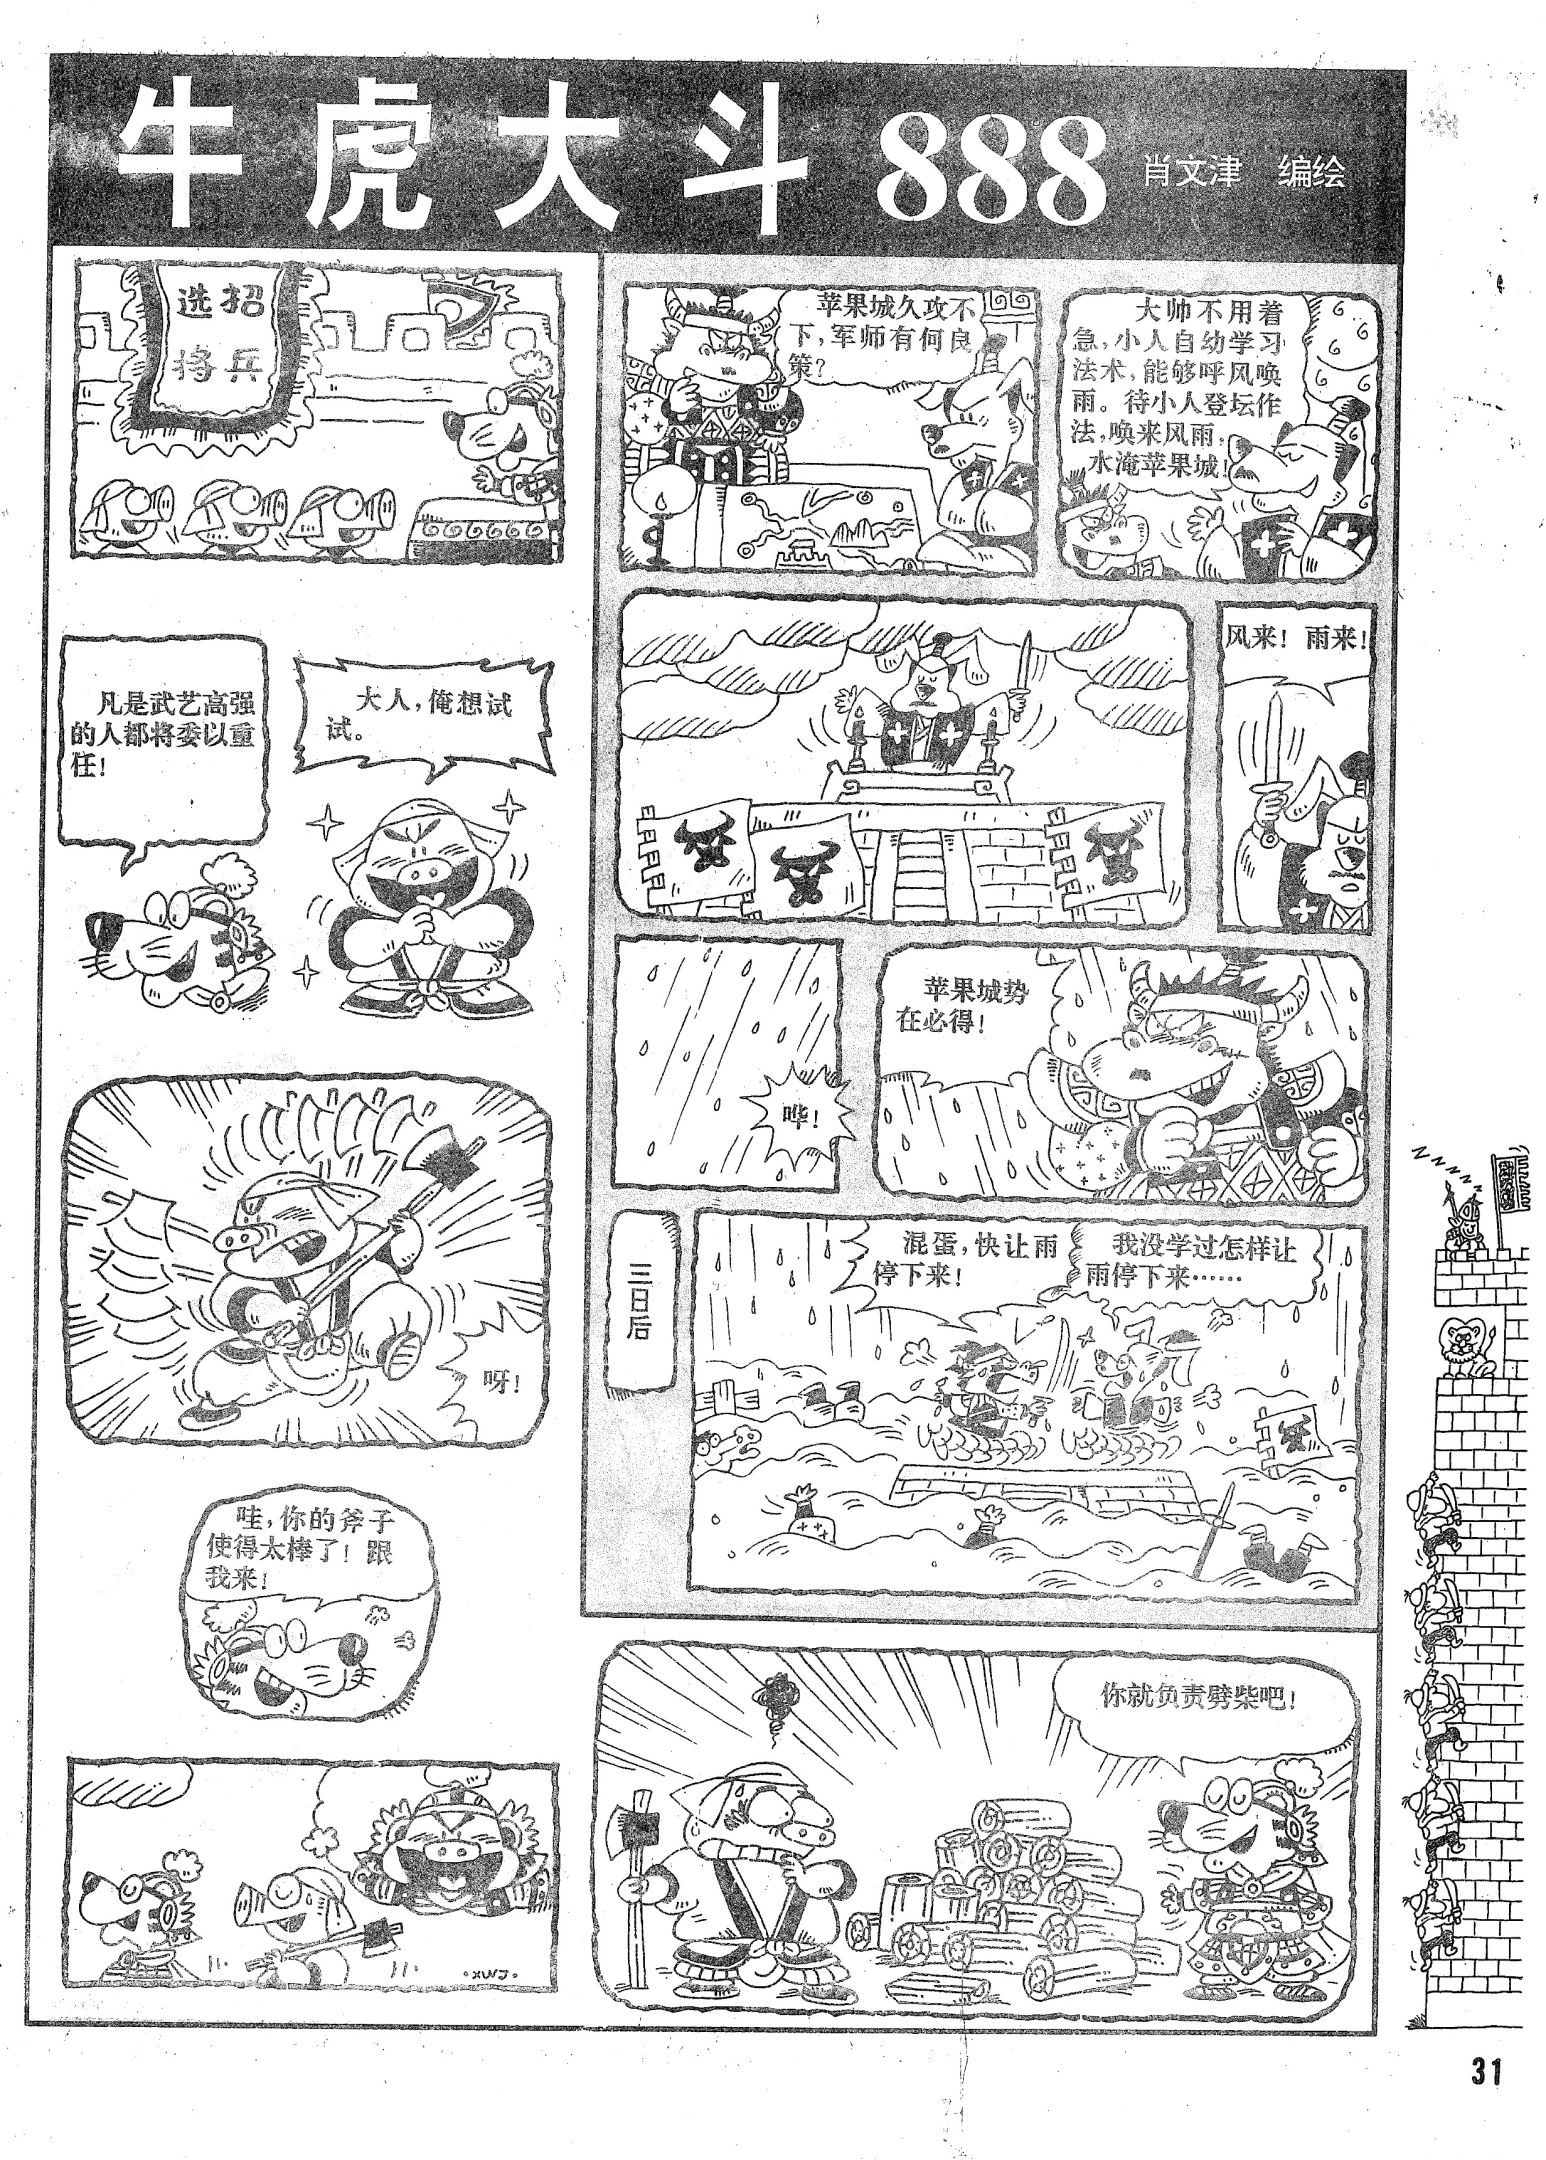 牛虎大斗888
肖文津 编绘
招兵
选将
凡是武艺高强
的人都将委以重
任!
大人,俺想试
试。
呀!
哇,你的斧子
使得太棒了!跟
我来!
·XWJ·
你就负责劈柴吧!
苹果城久攻不
下,军师有何良
策?
大帅不用着
急,小人自幼学习
法术,能够呼风唤
雨。待小人登坛作
法,唤来风雨,
水淹苹果城!
风来!雨来!
哗!
苹果城势
在必得!
三日后
混蛋,快让雨
停下来!
我没学过怎样让
雨停下来……
ZZZZZ
31